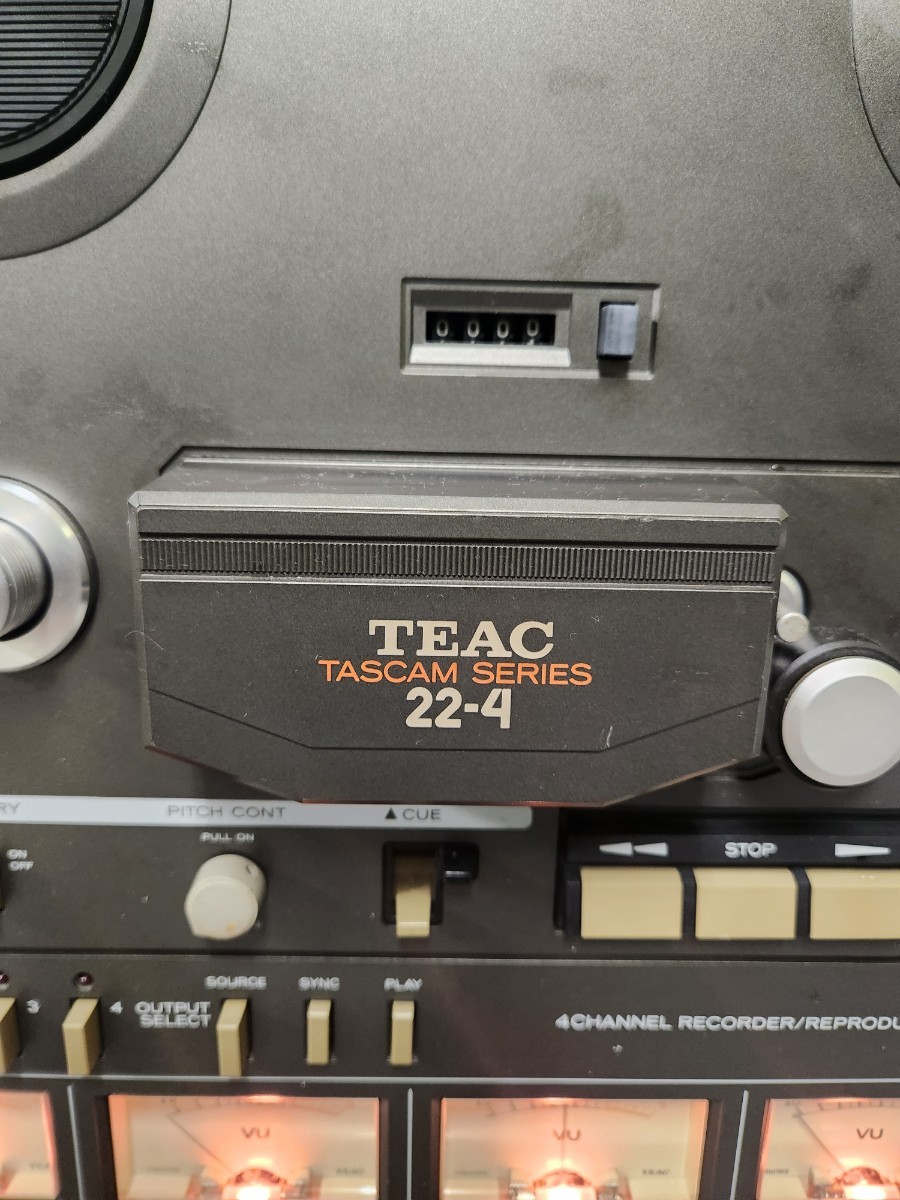 0000
TEAC
TASCAM SERIES
22-4
RY PITCH CONT ▲CUE
ON
OFF
PULL ON
STOP
SOURCE SYNC PLAY
3 4 OUTPUT
SELECT
4CHANNEL RECORDER/REPRODU
VU VU VU